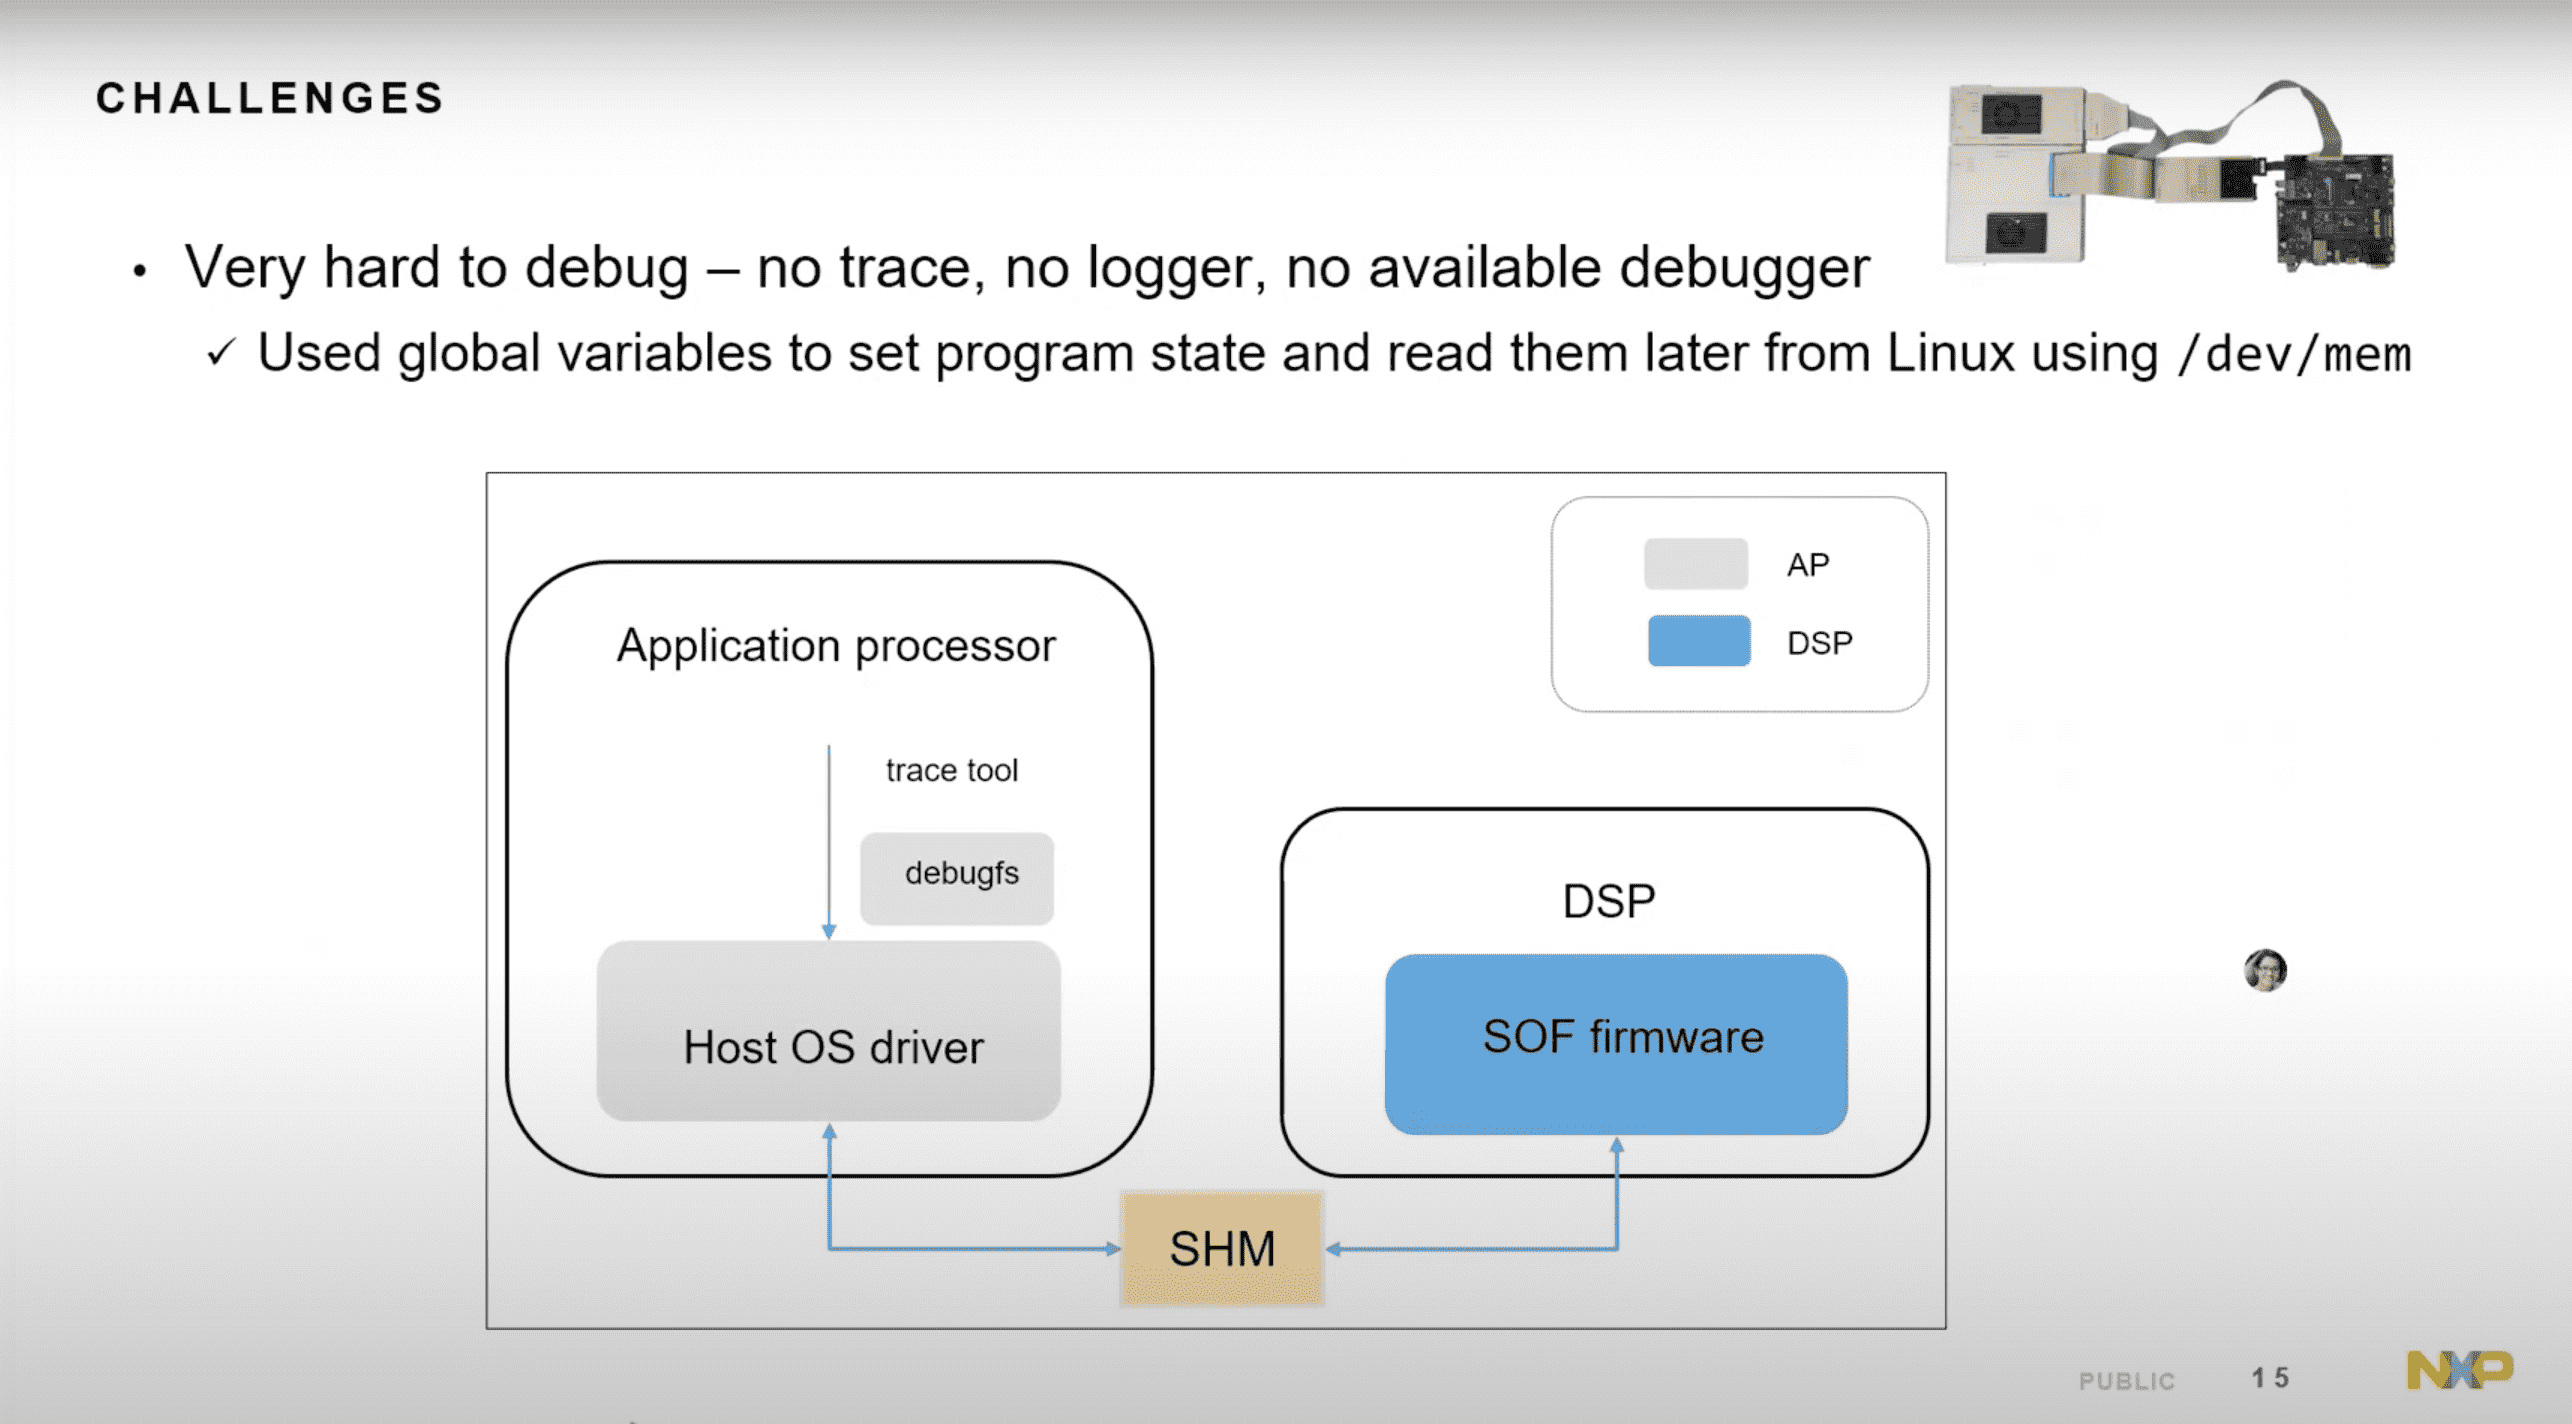 CHALLENGES
• Very hard to debug – no trace, no logger, no available debugger
✓ Used global variables to set program state and read them later from Linux using /dev/mem
AP
DSP
Application processor
trace tool
debugfs
Host OS driver
DSP
SOF firmware
SHM
PUBLIC 15 NXP